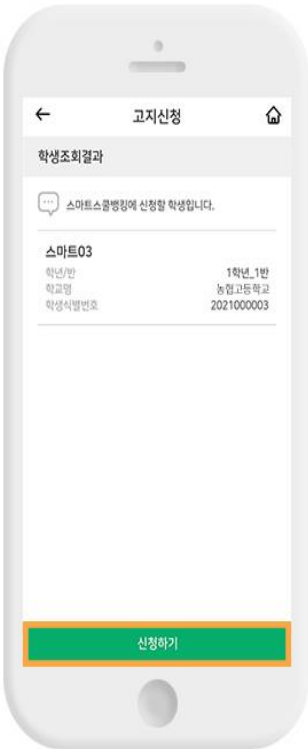 고지신청
학생조회결과
스마트스쿨뱅킹에 신청할 학생입니다.
스마트03
학년/반 1학년_1반
학교명 농협고등학교
학생식별번호 2021000003
신청하기